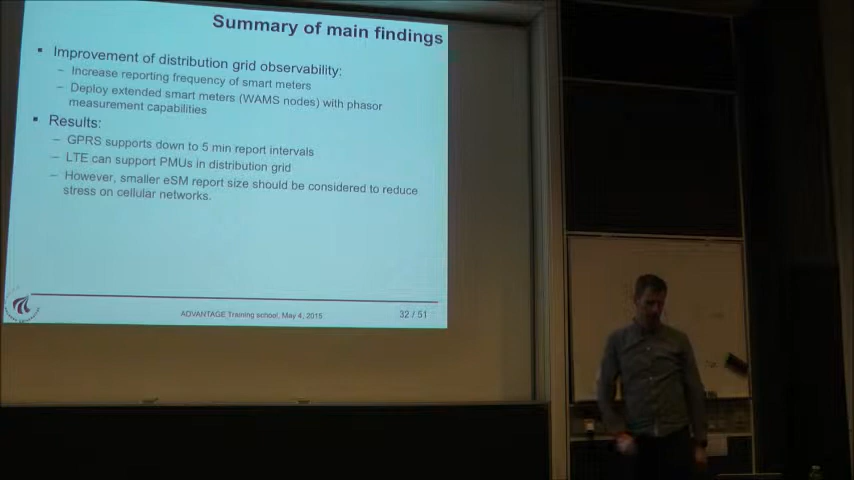 Summary of main findings
▪ Improvement of distribution grid observability:
– Increase reporting frequency of smart meters
– Deploy extended smart meters (WAMS nodes) with phasor
measurement capabilities
▪ Results:
– GPRS supports down to 5 min report intervals
– LTE can support PMUs in distribution grid
– However, smaller eSM report size should be considered to reduce
stress on cellular networks.
ADVANTAGE Training school, May 4, 2015
32 / 51